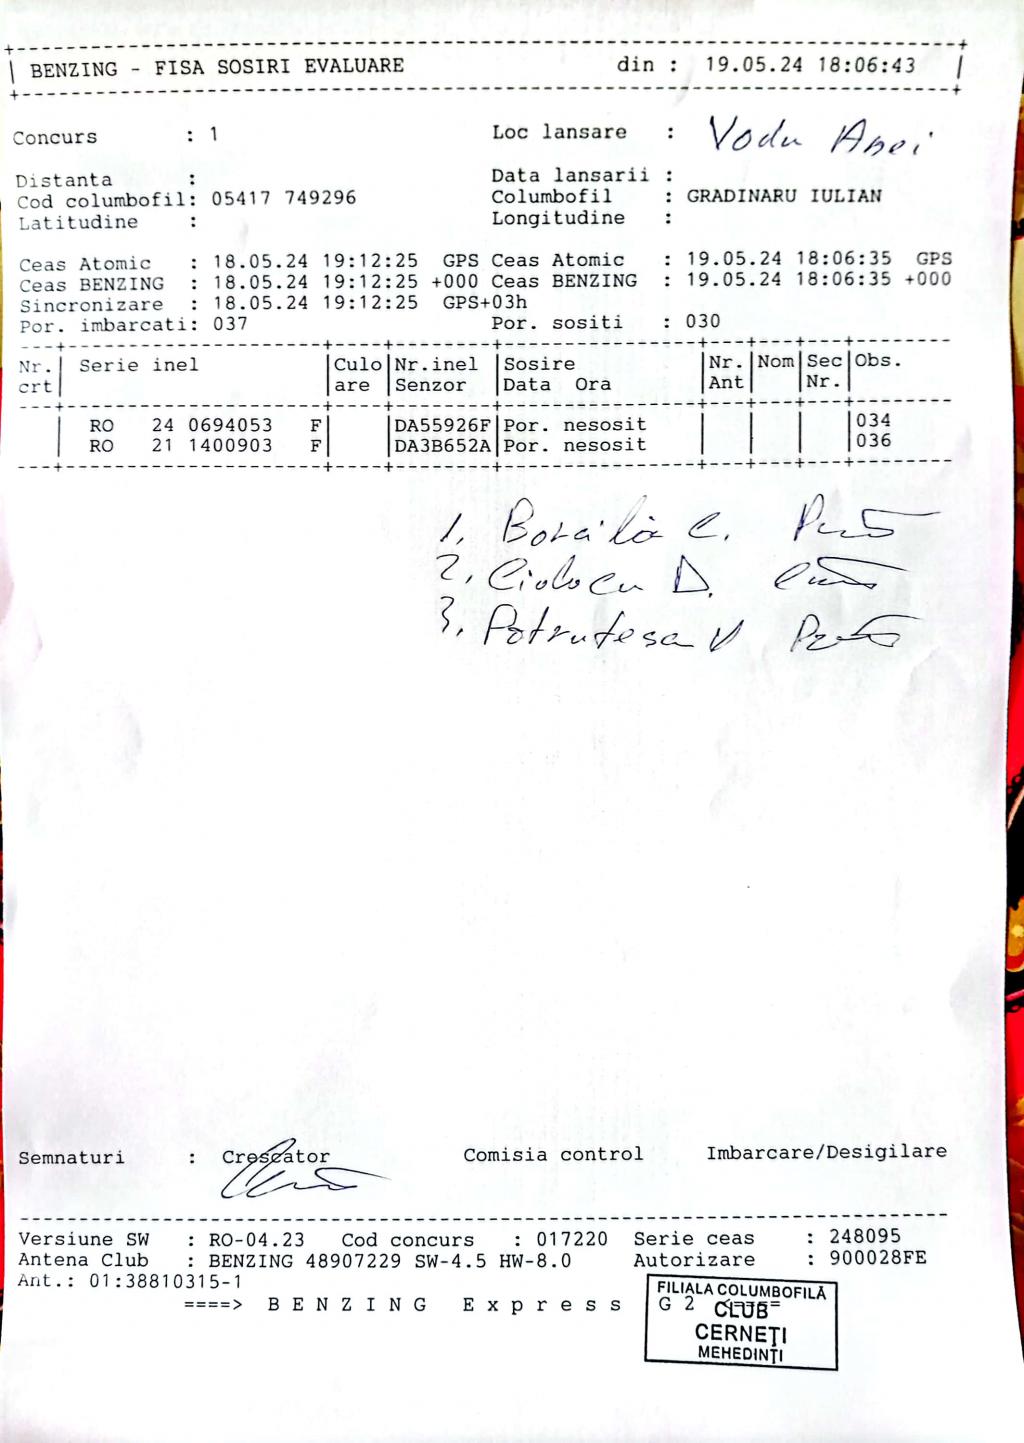 BENZING - FISA SOSIRI EVALUARE din : 19.05.24 18:06:43
Concurs : 1 Loc lansare : Vodu Anei
Distanta : Data lansarii :
Cod columbofil: 05417 749296 Columbofil : GRADINARU IULIAN
Latitudine : Longitudine :
Ceas Atomic : 18.05.24 19:12:25 GPS Ceas Atomic : 19.05.24 18:06:35 GPS
Ceas BENZING : 18.05.24 19:12:25 +000 Ceas BENZING : 19.05.24 18:06:35 +000
Sincronizare : 18.05.24 19:12:25 GPS+03h
Por. imbarcati: 037 Por. sositi : 030
Nr. Serie inel Culo Nr.inel Sosire Nr. Nom Sec Obs.
crt are Senzor Data Ora Ant Nr.
RO 24 0694053 F DA55926F Por. nesosit 034
RO 21 1400903 F DA3B652A Por. nesosit 036
1. Borăilă C.
2. Ciolocu D.
3. Potrutesa V
Semnaturi : Crescator Comisia control Imbarcare/Desigilare
Versiune SW : RO-04.23 Cod concurs : 017220 Serie ceas : 248095
Antena Club : BENZING 48907229 SW-4.5 HW-8.0 Autorizare : 900028FE
Ant.: 01:38810315-1
====> B E N Z I N G E x p r e s s G 2 <====
FILIALA COLUMBOFILĂ
CLUB
CERNEȚI
MEHEDINȚI